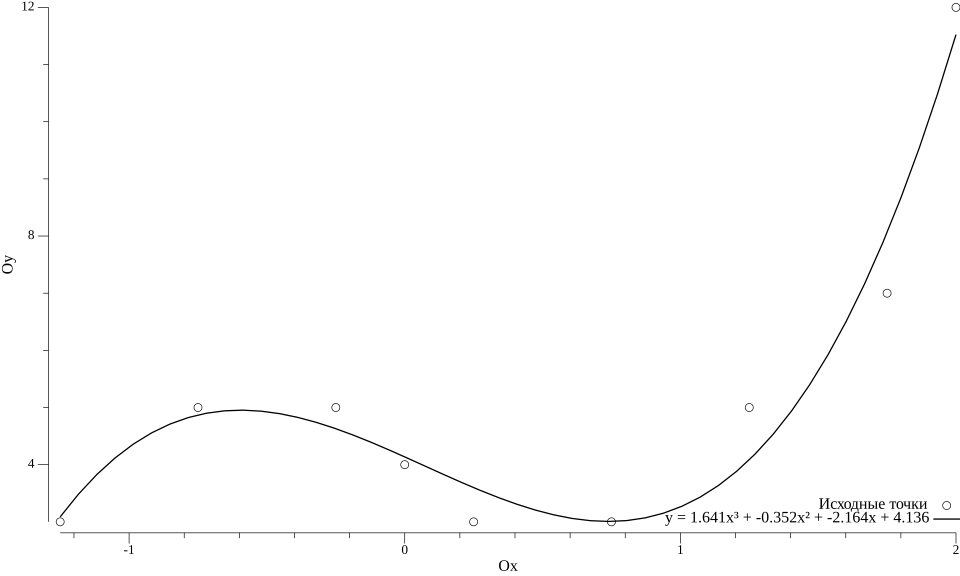 12
8
4
Oy
Исходные точки
y = 1.641x³ + -0.352x² + -2.164x + 4.136
-1
0
1
2
Ox